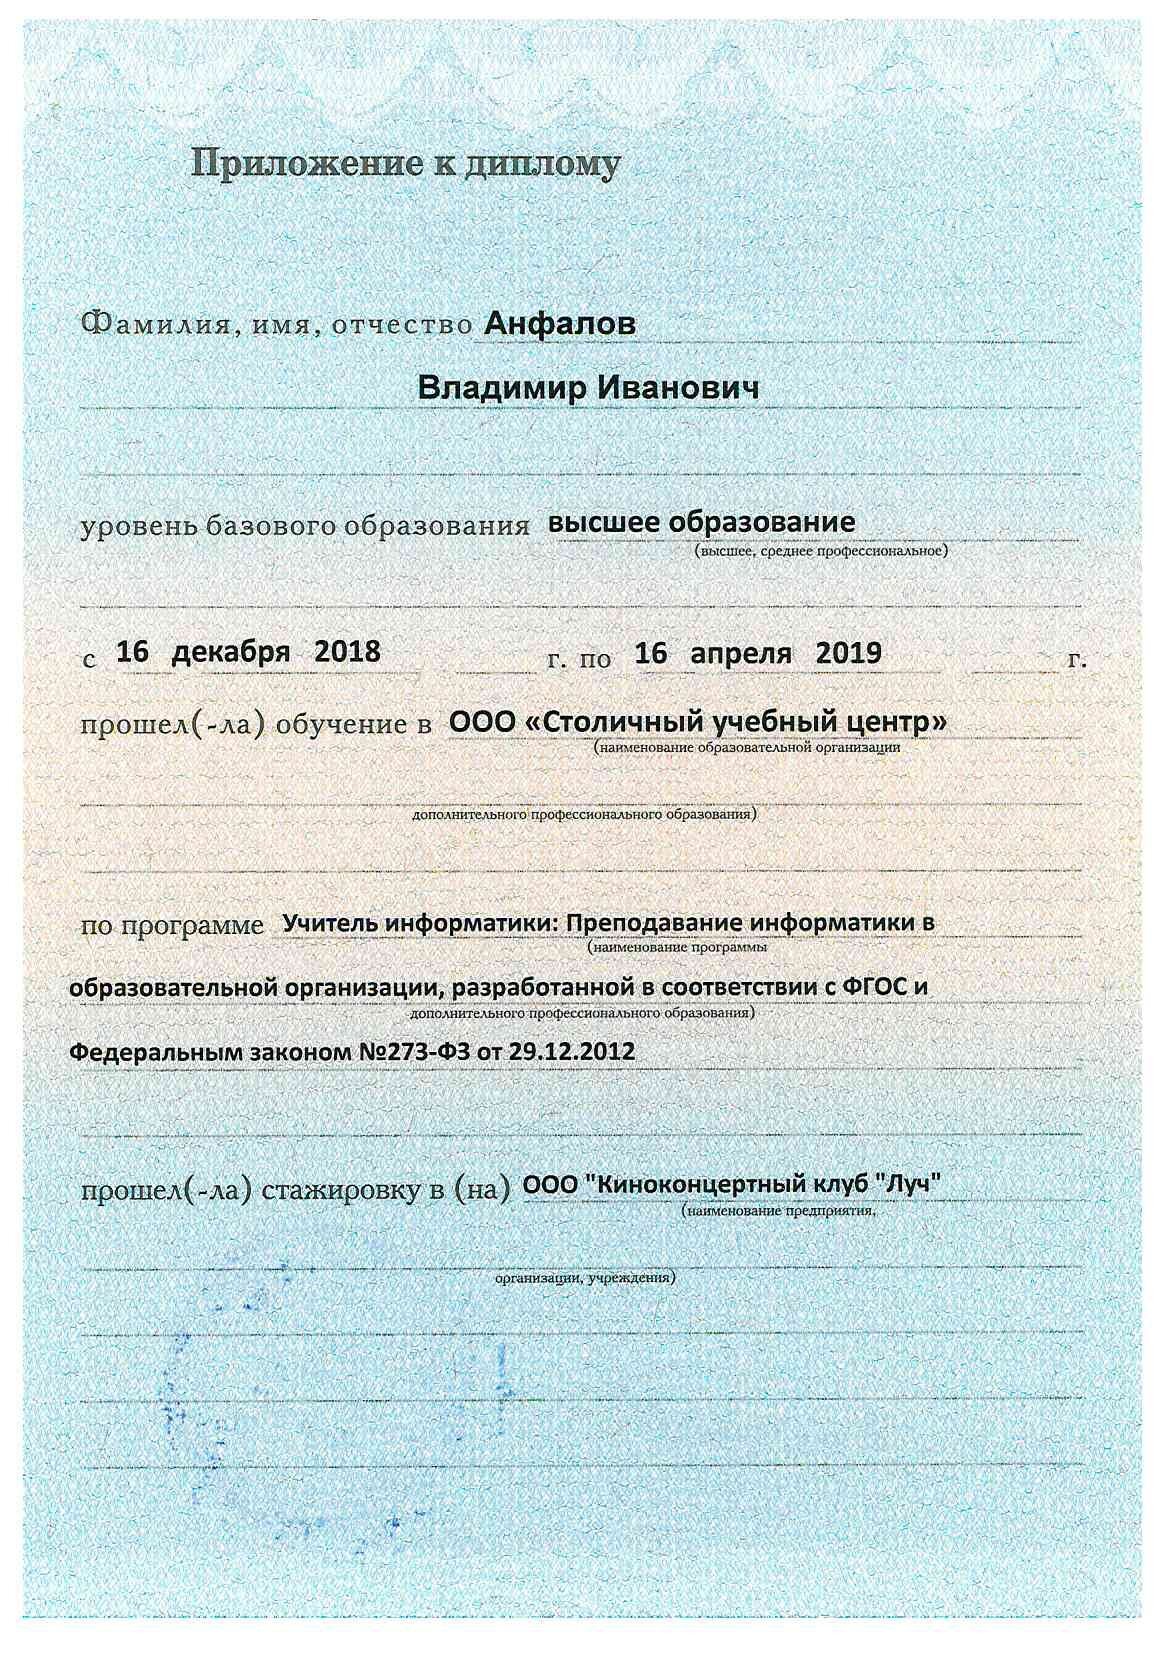 Приложение к диплому
Фамилия, имя, отчество Анфалов
Владимир Иванович
уровень базового образования высшее образование
(высшее, среднее профессиональное)
с 16 декабря 2018 г. по 16 апреля 2019 г.
прошел(-ла) обучение в ООО «Столичный учебный центр»
(наименование образовательной организации
дополнительного профессионального образования)
по программе Учитель информатики: Преподавание информатики в
(наименование программы
образовательной организации, разработанной в соответствии с ФГОС и
дополнительного профессионального образования)
Федеральным законом №273-ФЗ от 29.12.2012
прошел(-ла) стажировку в (на) ООО "Киноконцертный клуб "Луч"
(наименование предприятия,
организации, учреждения)